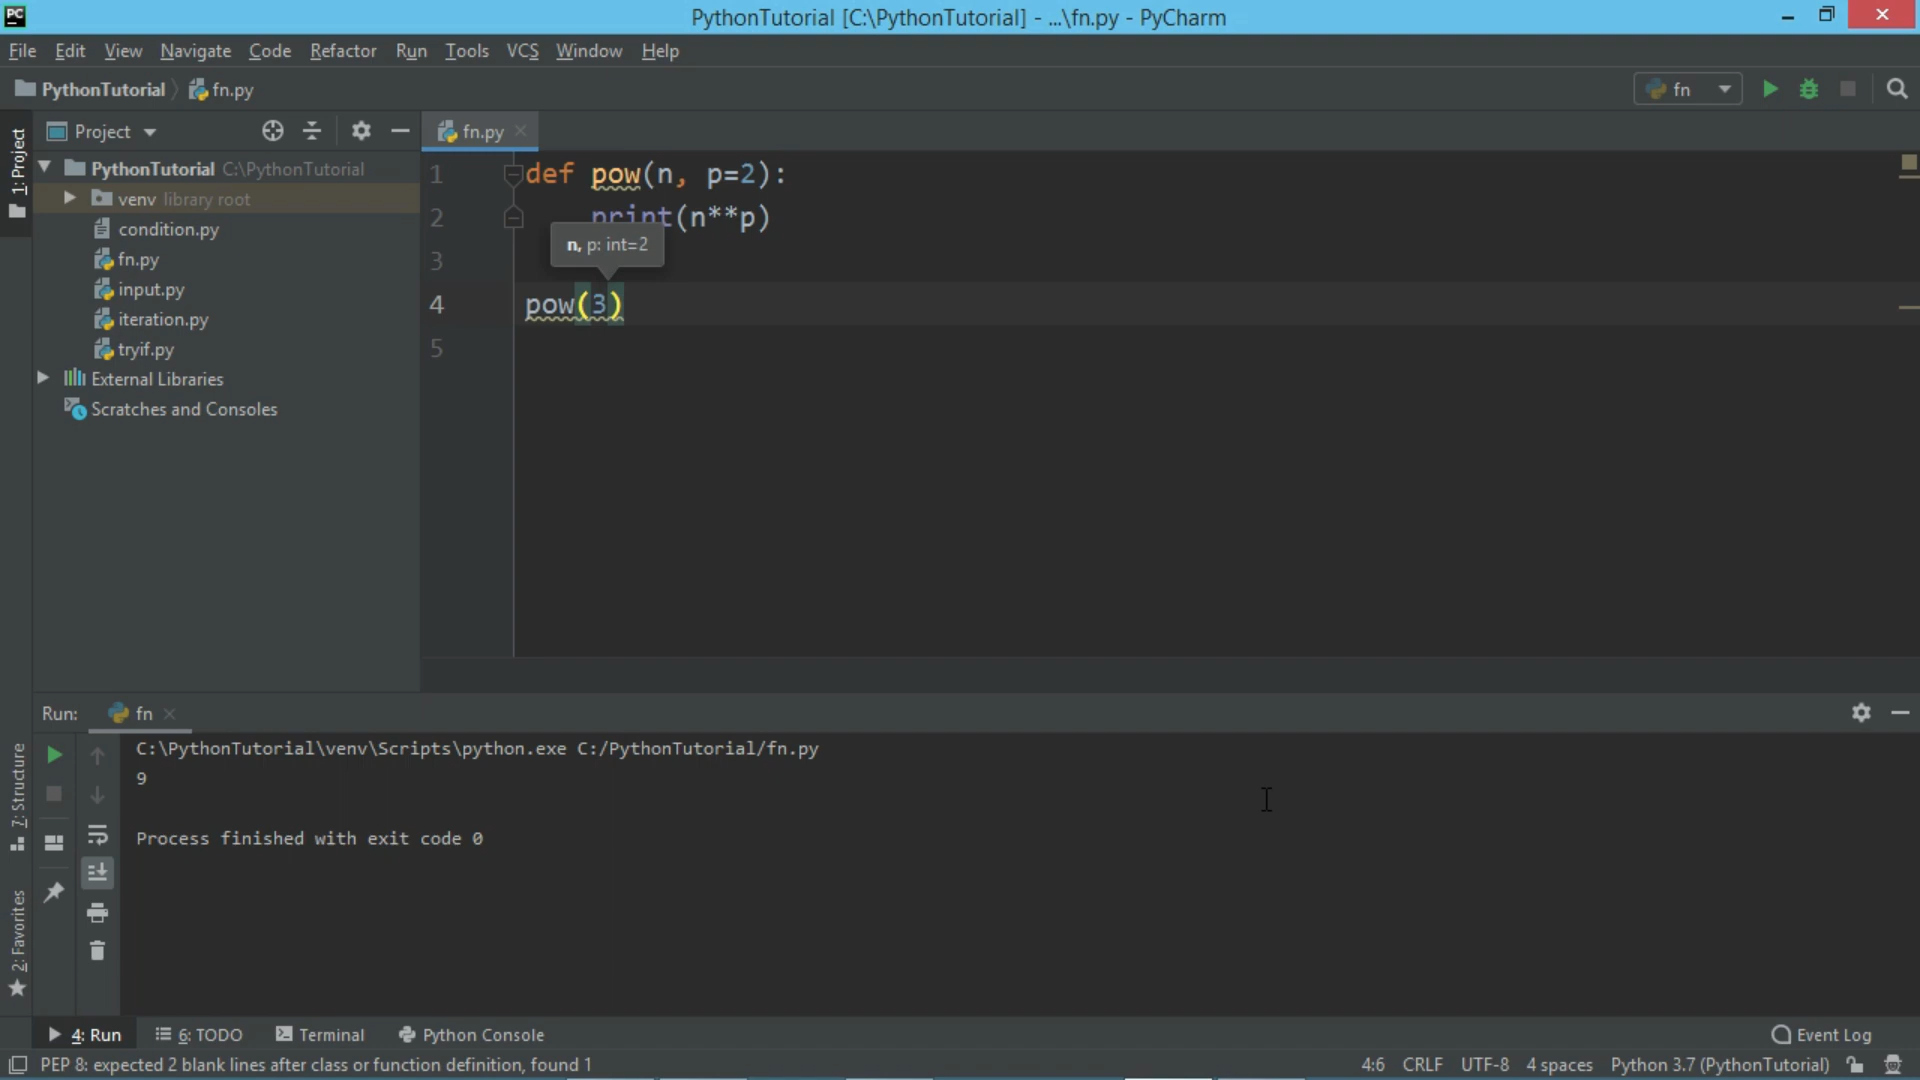 PC
PythonTutorial [C:\PythonTutorial] - ...\fn.py - PyCharm
File Edit View Navigate Code Refactor Run Tools VCS Window Help
PythonTutorial fn.py fn
Project fn.py
1: Project
PythonTutorial C:\PythonTutorial
venv library root
condition.py
fn.py
input.py
iteration.py
tryif.py
External Libraries
Scratches and Consoles
1 def pow(n, p=2):
2 print(n**p)
n, p: int=2
3
4 pow(3)
5
Run: fn
C:\PythonTutorial\venv\Scripts\python.exe C:/PythonTutorial/fn.py
9
Process finished with exit code 0
7: Structure
2: Favorites
4: Run 6: TODO Terminal Python Console Event Log
PEP 8: expected 2 blank lines after class or function definition, found 1 4:6 CRLF UTF-8 4 spaces Python 3.7 (PythonTutorial)